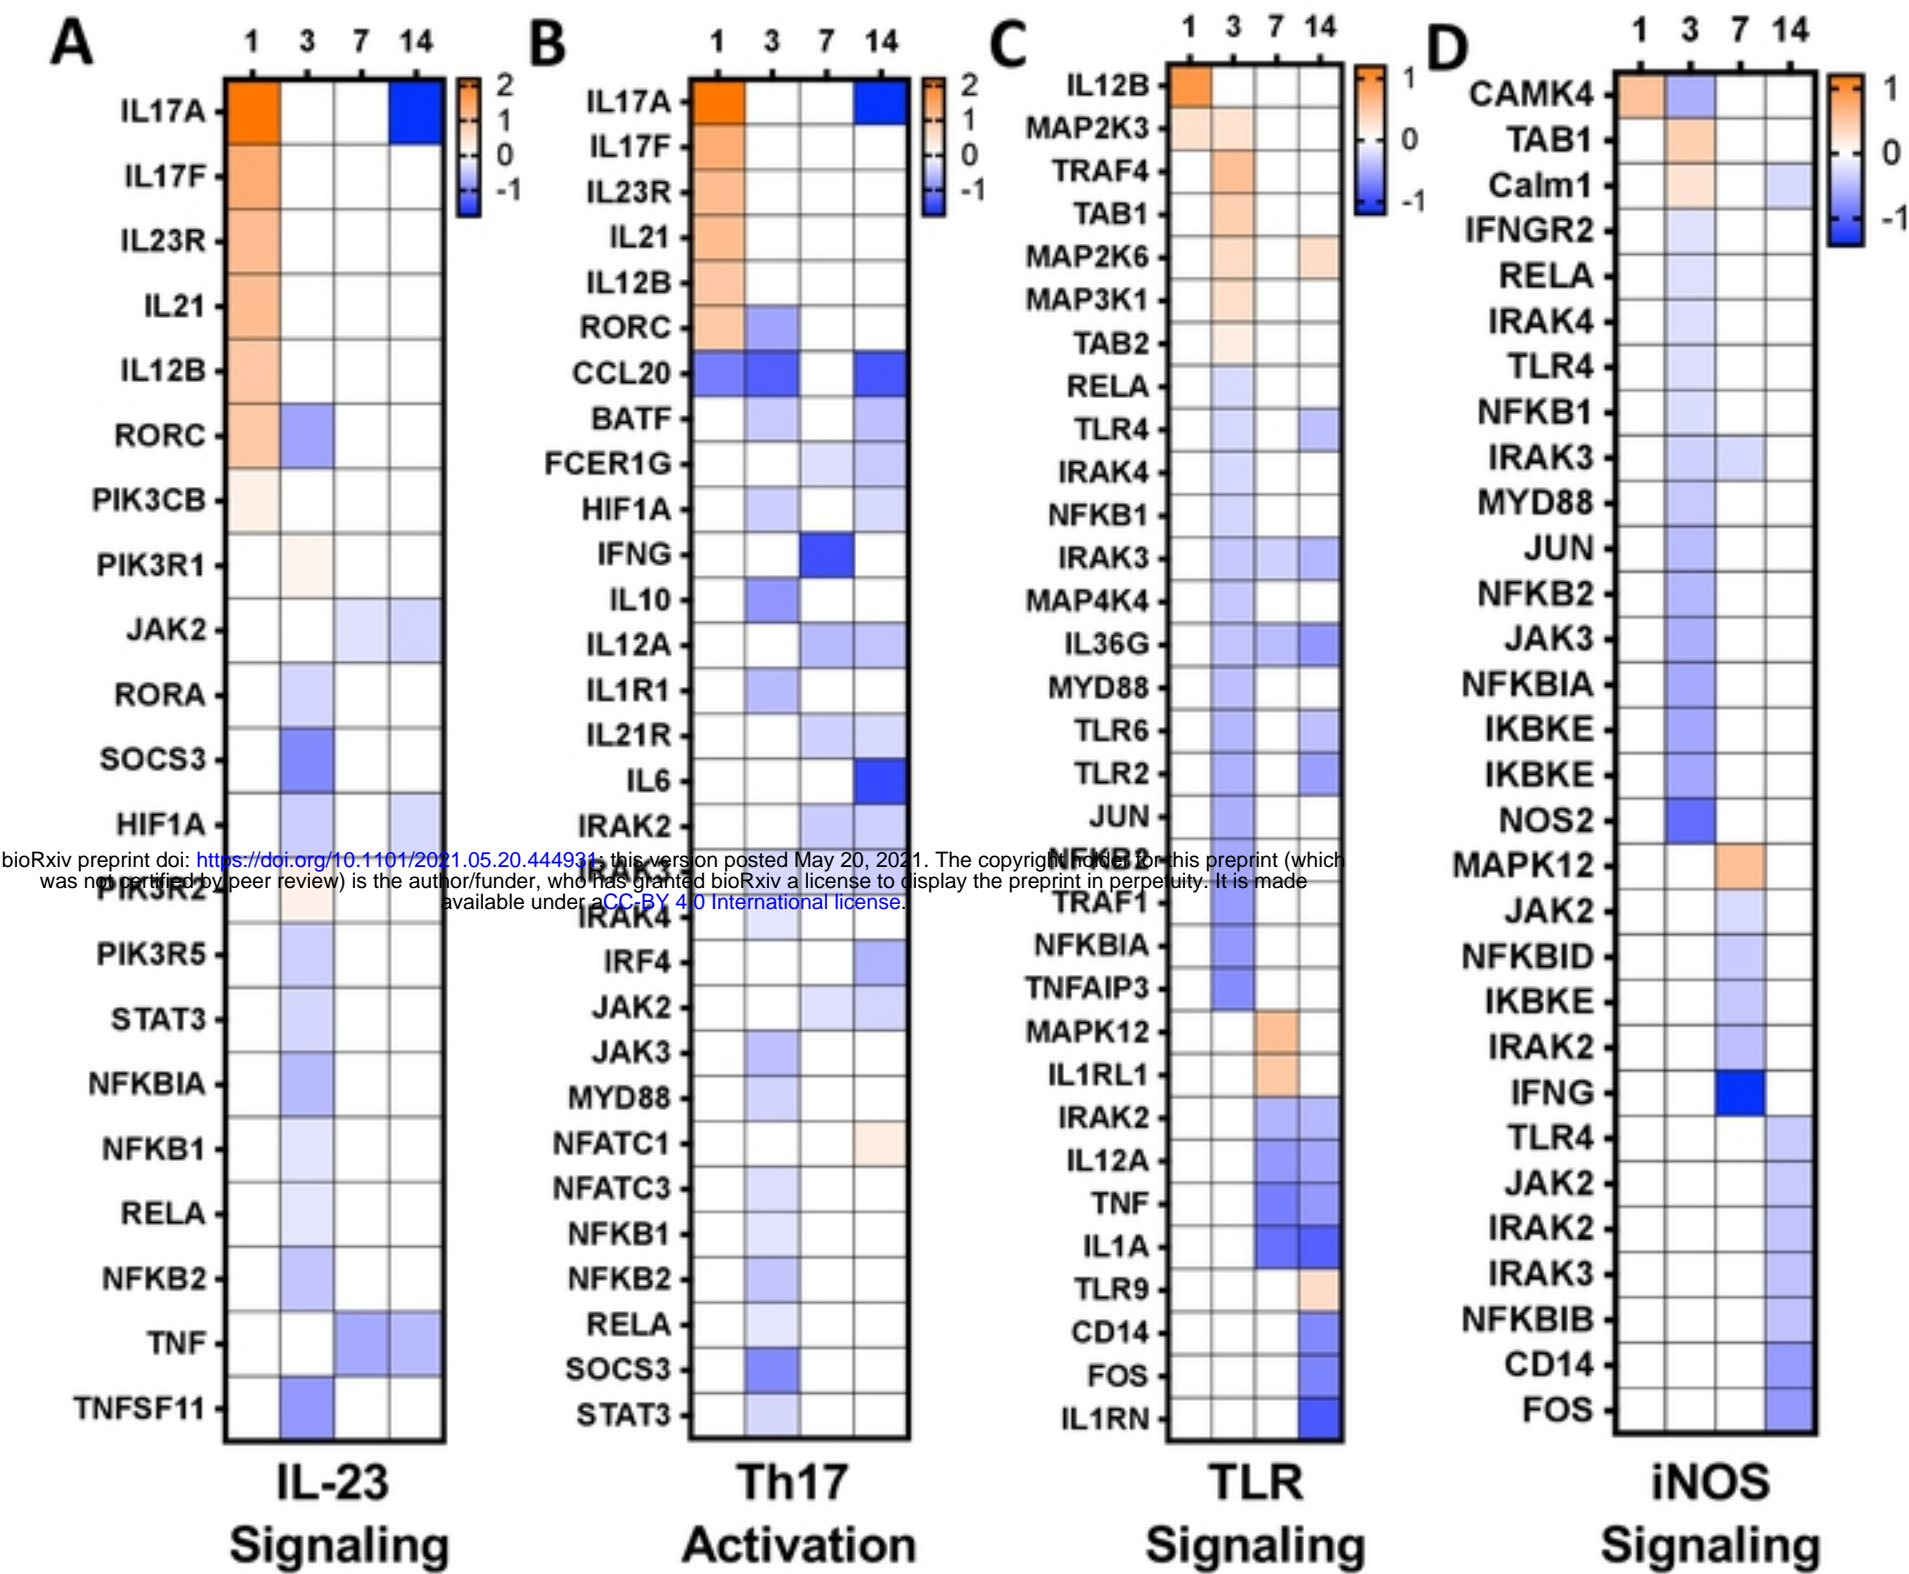 A
1 3 7 14
2
1
0
-1
IL17A
IL17F
IL23R
IL21
IL12B
RORC
PIK3CB
PIK3R1
JAK2
RORA
SOCS3
HIF1A
PIK3R2
PIK3R5
STAT3
NFKBIA
NFKB1
RELA
NFKB2
TNF
TNFSF11
IL-23
Signaling
B
1 3 7 14
2
1
0
-1
IL17A
IL17F
IL23R
IL21
IL12B
RORC
CCL20
BATF
FCER1G
HIF1A
IFNG
IL10
IL12A
IL1R1
IL21R
IL6
IRAK2
IRAK3
IRAK4
IRF4
JAK2
JAK3
MYD88
NFATC1
NFATC3
NFKB1
NFKB2
RELA
SOCS3
STAT3
Th17
Activation
C
1 3 7 14
1
0
-1
IL12B
MAP2K3
TRAF4
TAB1
MAP2K6
MAP3K1
TAB2
RELA
TLR4
IRAK4
NFKB1
IRAK3
MAP4K4
IL36G
MYD88
TLR6
TLR2
JUN
NFKB2
TRAF1
NFKBIA
TNFAIP3
MAPK12
IL1RL1
IRAK2
IL12A
TNF
IL1A
TLR9
CD14
FOS
IL1RN
TLR
Signaling
D
1 3 7 14
1
0
-1
CAMK4
TAB1
Calm1
IFNGR2
RELA
IRAK4
TLR4
NFKB1
IRAK3
MYD88
JUN
NFKB2
JAK3
NFKBIA
IKBKE
IKBKE
NOS2
MAPK12
JAK2
NFKBID
IKBKE
IRAK2
IFNG
TLR4
JAK2
IRAK2
IRAK3
NFKBIB
CD14
FOS
iNOS
Signaling
bioRxiv preprint doi: https://doi.org/10.1101/2021.05.20.444931; this version posted May 20, 2021. The copyright holder for this preprint (which
was not certified by peer review) is the author/funder, who has granted bioRxiv a license to display the preprint in perpetuity. It is made
available under aCC-BY 4.0 International license.